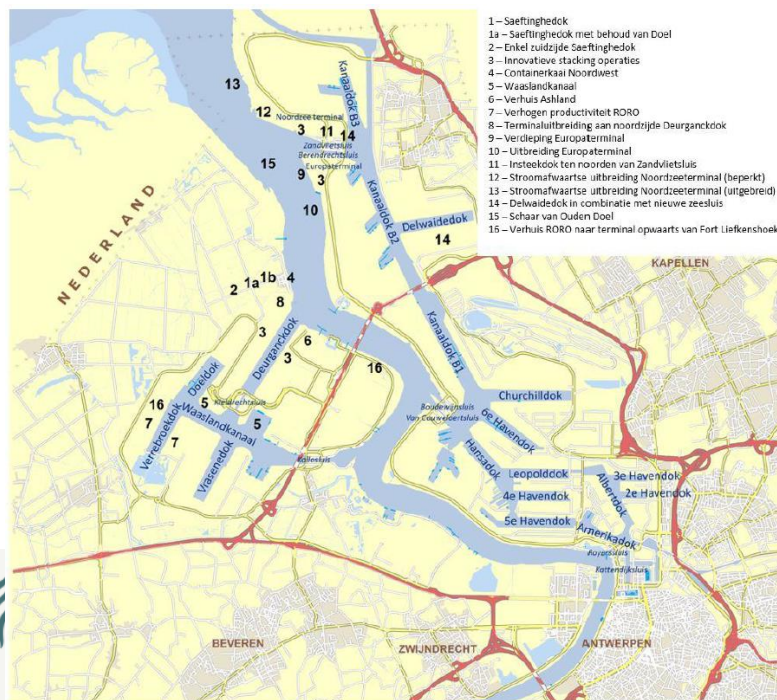 1 – Saeftinghedok
1a – Saeftinghedok met behoud van Doel
2 – Enkel zuidzijde Saeftinghedok
3 – Innovatieve stacking operaties
4 – Containerkaai Noordwest
5 – Waaslandkanaal
6 – Verhuis Ashland
7 – Verhogen productiviteit RORO
8 – Terminaluitbreiding aan noordzijde Deurganckdok
9 – Verdieping Europaterminal
10 – Uitbreiding Europaterminal
11 – Insteekdok ten noorden van Zandvlietsluis
12 – Stroomafwaartse uitbreiding Noordzeeterminal (beperkt)
13 – Stroomafwaartse uitbreiding Noordzeeterminal (uitgebreid)
14 – Delwaidedok in combinatie met nieuwe zeesluis
15 – Schaar van Ouden Doel
16 – Verhuis RORO naar terminal opwaarts van Fort Liefkenshoek
13
12
Kanaaldok B3
Noordzee terminal
3
11
14
Zandvlietsluis
Berendrechtsluis
Europaterminal
15
9
3
10
Kanaaldok B2
Delwaidedok
14
NEDERLAND
KAPELLEN
2
1a
1b
4
8
3
Deurganckdok
6
3
16
Kanaaldok B1
Doeldok
Kieldrechtsluis
16
5
7
Waaslandkanaal
5
Verrebroekdok
7
Vrasenedok
Kallosluis
Churchilldok
Boudewijnsluis
Van Cauwelaertsluis
6e Havendok
Hansadok
Leopolddok
4e Havendok
5e Havendok
Albertdok
3e Havendok
2e Havendok
Amerikadok
Royerssluis
Kattendijksluis
BEVEREN
ZWIJNDRECHT
ANTWERPEN